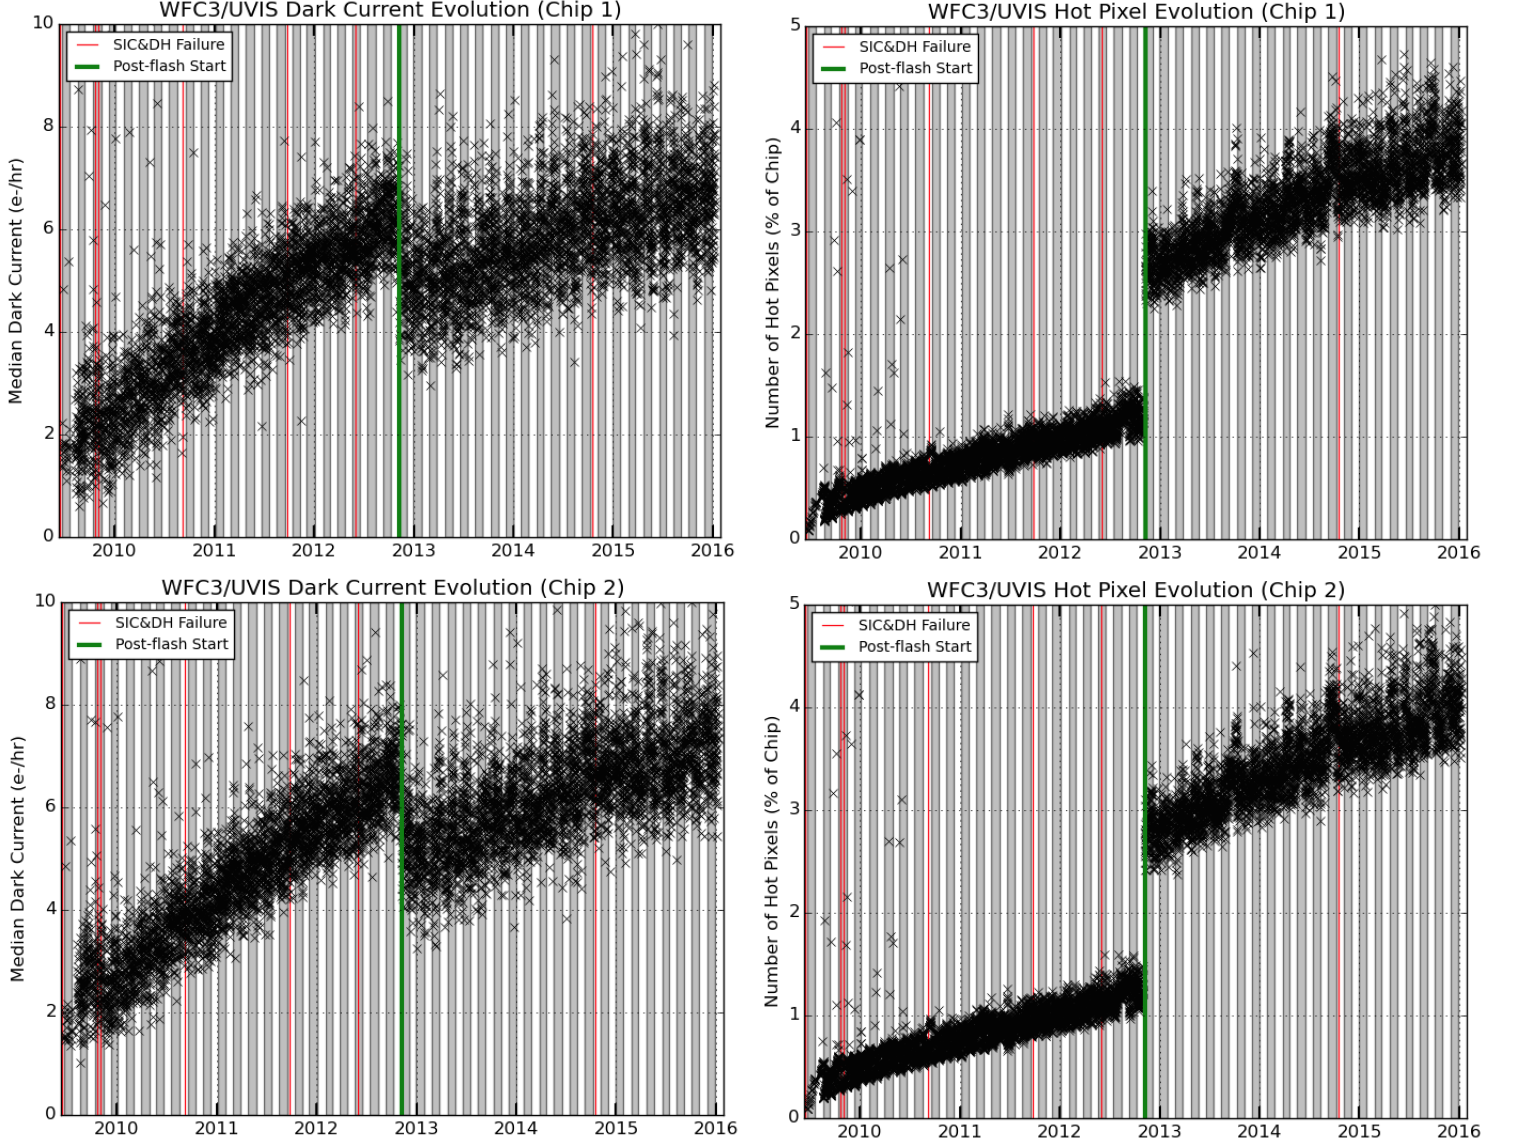 WFC3/UVIS Dark Current Evolution (Chip 1)
SIC&DH Failure
Post-flash Start
Median Dark Current (e-/hr)
10
8
6
4
2
0
2010 2011 2012 2013 2014 2015 2016
WFC3/UVIS Hot Pixel Evolution (Chip 1)
SIC&DH Failure
Post-flash Start
Number of Hot Pixels (% of Chip)
5
4
3
2
1
0
2010 2011 2012 2013 2014 2015 2016
WFC3/UVIS Dark Current Evolution (Chip 2)
SIC&DH Failure
Post-flash Start
Median Dark Current (e-/hr)
10
8
6
4
2
0
2010 2011 2012 2013 2014 2015 2016
WFC3/UVIS Hot Pixel Evolution (Chip 2)
SIC&DH Failure
Post-flash Start
Number of Hot Pixels (% of Chip)
5
4
3
2
1
0
2010 2011 2012 2013 2014 2015 2016